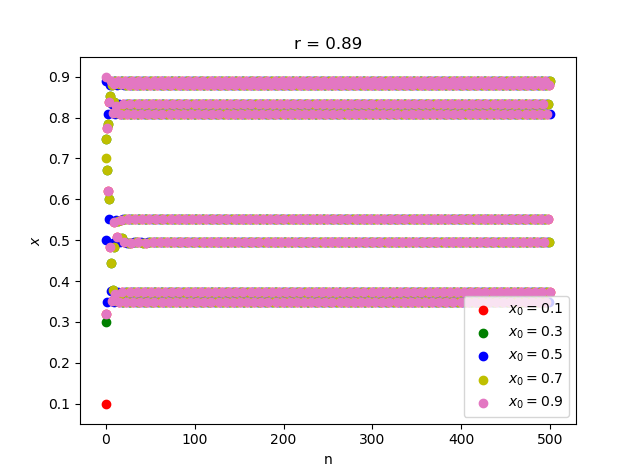 r = 0.89
0.9
0.8
0.7
0.6
0.5
0.4
0.3
0.2
0.1
x
0
100
200
300
400
500
n
x₀ = 0.1
x₀ = 0.3
x₀ = 0.5
x₀ = 0.7
x₀ = 0.9